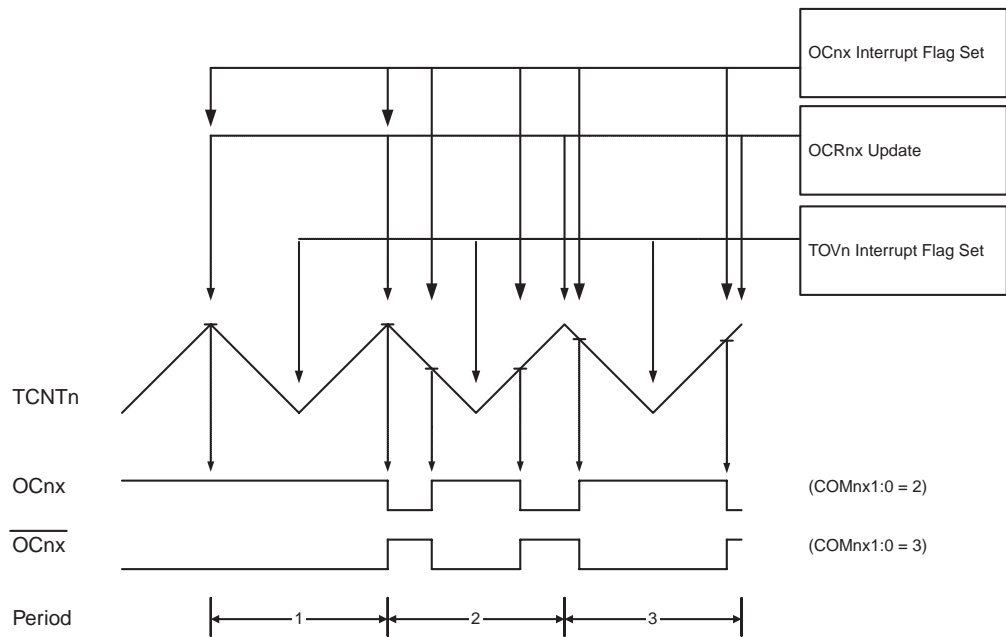 OCnx Interrupt Flag Set
OCRnx Update
TOVn Interrupt Flag Set
TCNTn
OCnx
(COMnx1:0 = 2)
OCnx
(COMnx1:0 = 3)
Period
1
2
3